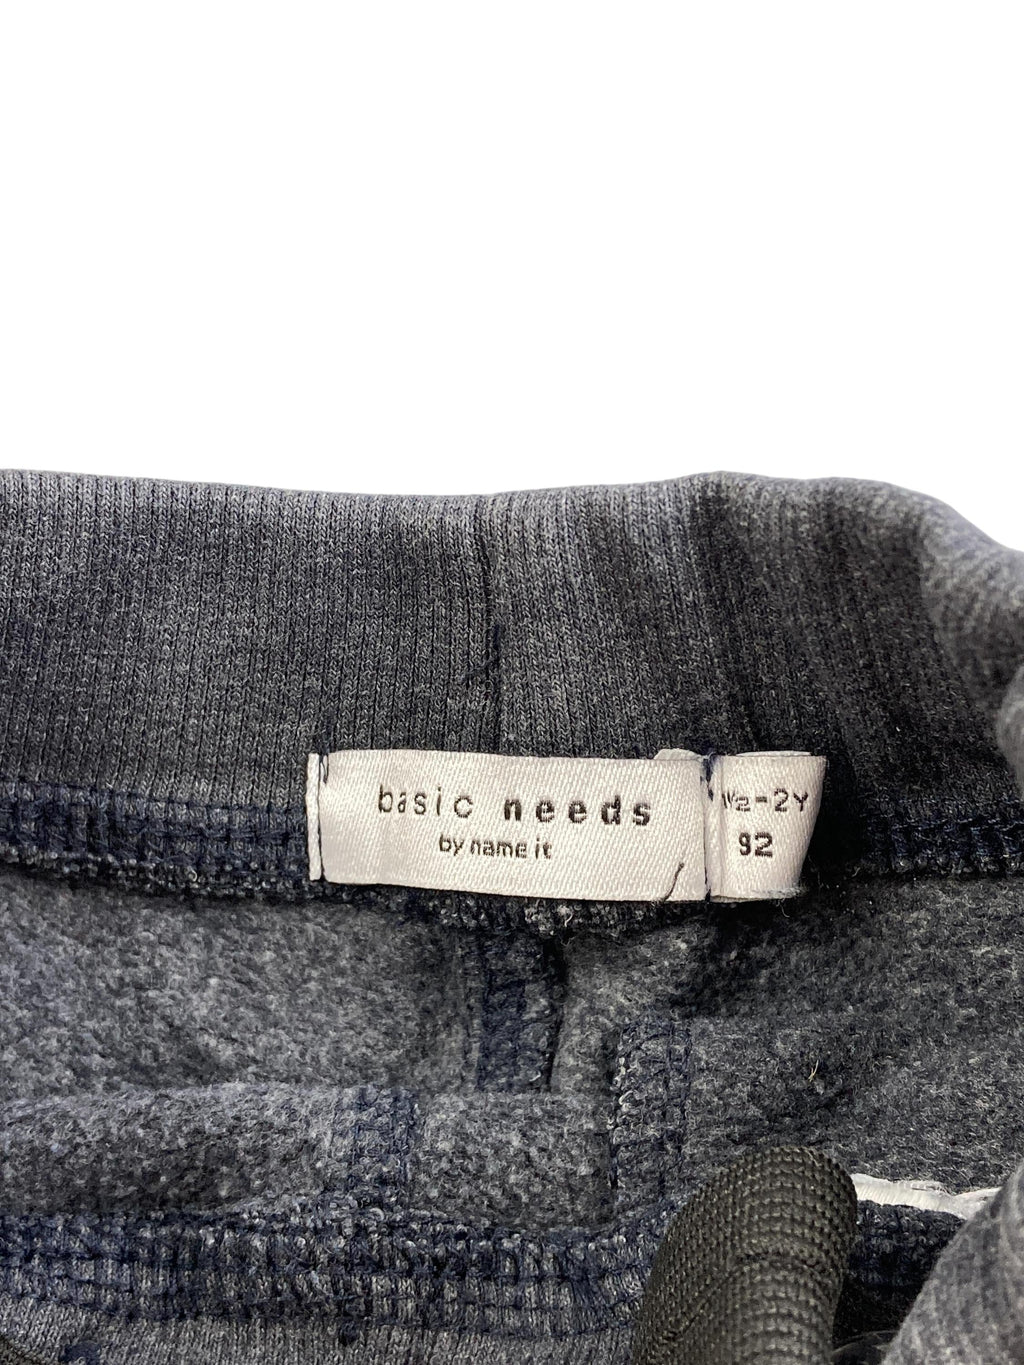 basic needs
by name it
1½-2Y
92